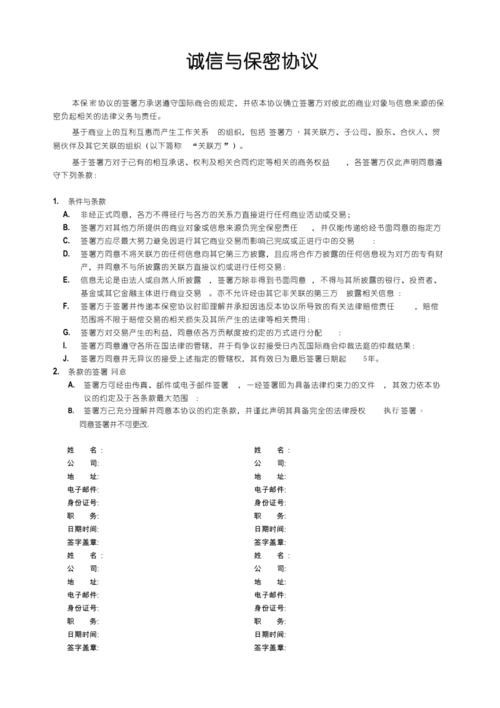 诚信与保密协议
本保密协议的签署方承诺遵守国际商会的规定，并依本协议确立签署方对彼此的商业对象与信息来源的保
密负起相关的法律义务与责任。
基于商业上的互利互惠而产生工作关系 的组织，包括签署方，其关联方、子公司、股东、合伙人、贸
易伙伴及其它关联的组织（以下简称 “关联方”）。
基于签署方对于已有的相互承诺、权利及相关合同约定等相关的商务权益 ，各签署方仅此声明同意遵
守下列条款：
1. 条件与条款
A. 非经正式同意，各方不得径行与各方的关系方直接进行任何商业活动或交易；
B. 签署方对其他方所提供的商业对象或信息来源负完全保密责任 ，并仅能传递给经书面同意的指定方
C. 签署方应尽最大努力避免因进行其它商业交易而影响已完成或正进行中的交易 ；
D. 签署方同意不将关联方的任何信息向其它第三方披露，且应将合作方披露的任何信息视为对方的专有财
产，并同意不与所披露的关联方直接议约或进行任何交易；
E. 信息无论是由法人或自然人所披露 ，签署方除非得到书面同意 ，不得与其所披露的银行、投资者、
基金或其它金融主体进行商业交易 。亦不允许经由其它非关联的第三方 披露相关信息；
F. 签署方于签署并传递本保密协议时即理解并承担因违反本协议所导致的有关法律赔偿责任 ，赔偿
范围将不限于赔偿交易的相关损失及其所产生的法律等相关费用；
G. 签署方对交易产生的利益，同意依各方贡献度按约定的方式进行分配 ；
I. 签署方同意遵守各所在国法律的管辖，并于有争议时接受日内瓦国际商会仲裁法庭的仲裁结果；
J. 签署方同意并无异议的接受上述指定的管辖权，其有效日为最后签署日期起 5年。
2. 条款的签署同意
A. 签署方可经由传真、邮件或电子邮件签署 ，一经签署即为具备法律约束力的文件 ，其效力依本协
议的约定及于各条款最大范围 ；
B. 签署方已充分理解并同意本协议的约定条款，并谨此声明其具备完全的法律授权 执行签署，
同意签署并不可更改.
姓 名： 姓 名：
公 司: 公 司:
地 址: 地 址:
电子邮件: 电子邮件:
身份证号: 身份证号:
职 务: 职 务:
日期时间: 日期时间:
签字盖章: 签字盖章:
姓 名： 姓 名：
公 司: 公 司:
地 址: 地 址:
电子邮件: 电子邮件:
身份证号: 身份证号:
职 务: 职 务:
日期时间: 日期时间:
签字盖章: 签字盖章: